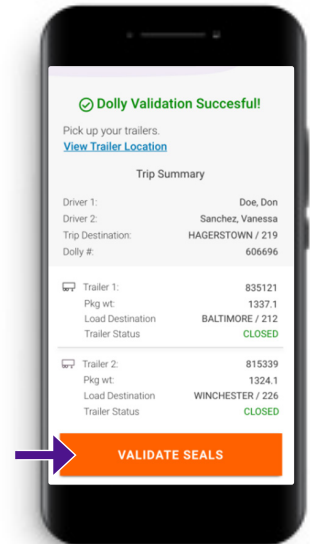 Dolly Validation Succesful!
Pick up your trailers.
View Trailer Location
Trip Summary
Driver 1: Doe, Don
Driver 2: Sanchez, Vanessa
Trip Destination: HAGERSTOWN / 219
Dolly #: 606696
Trailer 1: 835121
Pkg wt: 1337.1
Load Destination BALTIMORE / 212
Trailer Status CLOSED
Trailer 2: 815339
Pkg wt: 1324.1
Load Destination WINCHESTER / 226
Trailer Status CLOSED
VALIDATE SEALS